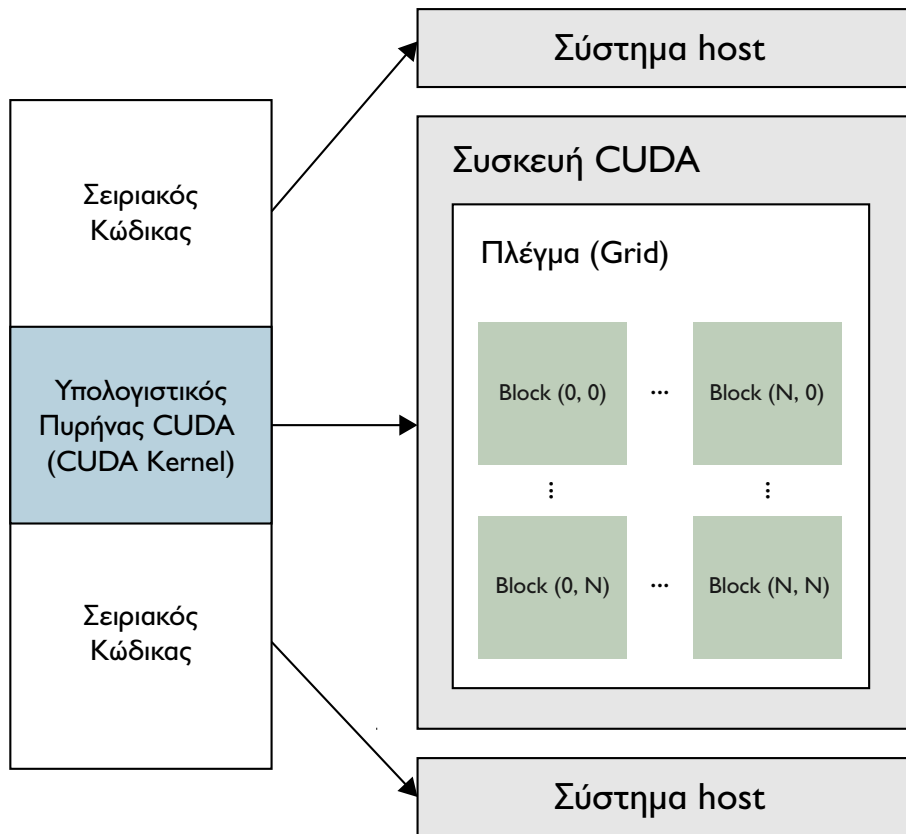 Σύστημα host
Σειριακός
Κώδικας
Συσκευή CUDA
Πλέγμα (Grid)
Υπολογιστικός
Πυρήνας CUDA
(CUDA Kernel)
Block (0, 0) ... Block (N, 0)
⋮ ⋮
Block (0, N) ... Block (N, N)
Σειριακός
Κώδικας
Σύστημα host